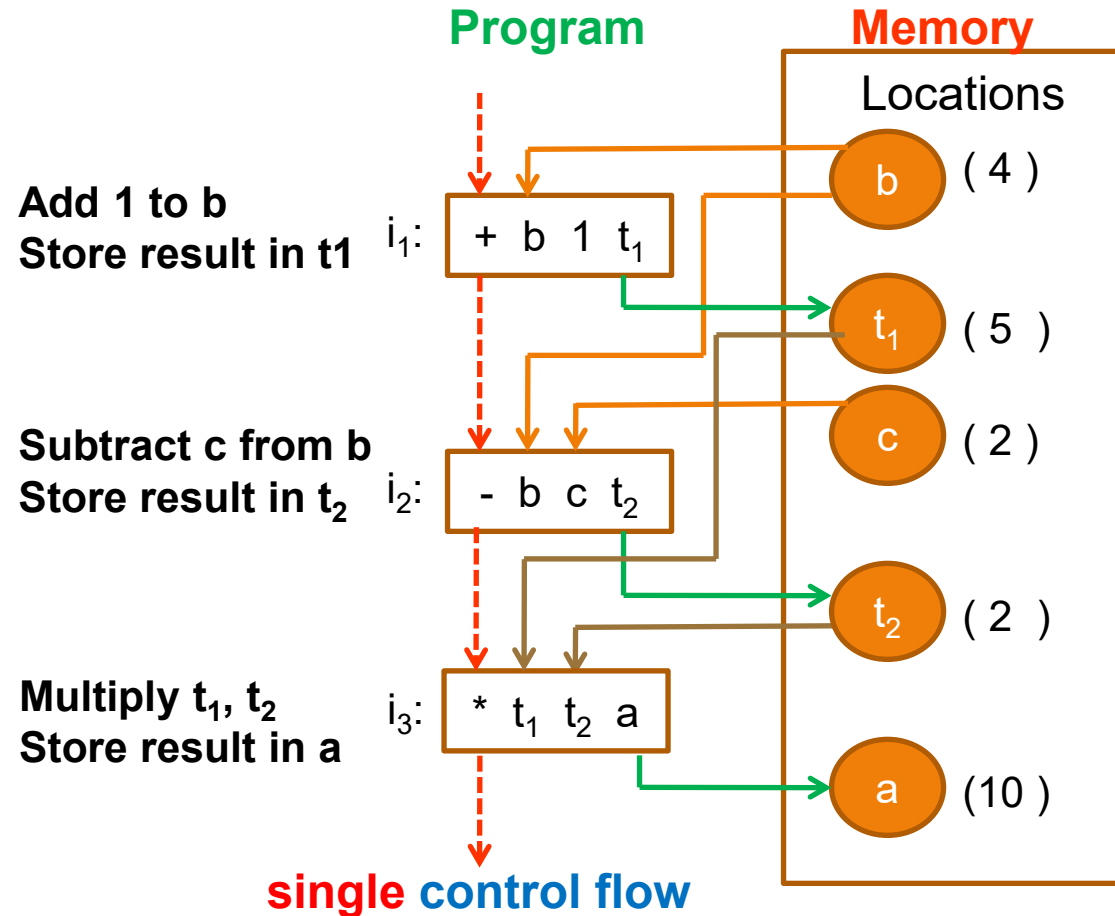 Program
Memory
Locations
b
( 4 )
Add 1 to b
Store result in t1
i₁:
+ b 1 t₁
t₁
( 5 )
c
( 2 )
Subtract c from b
Store result in t₂
i₂:
- b c t₂
t₂
( 2 )
Multiply t₁, t₂
Store result in a
i₃:
* t₁ t₂ a
a
(10 )
single control flow